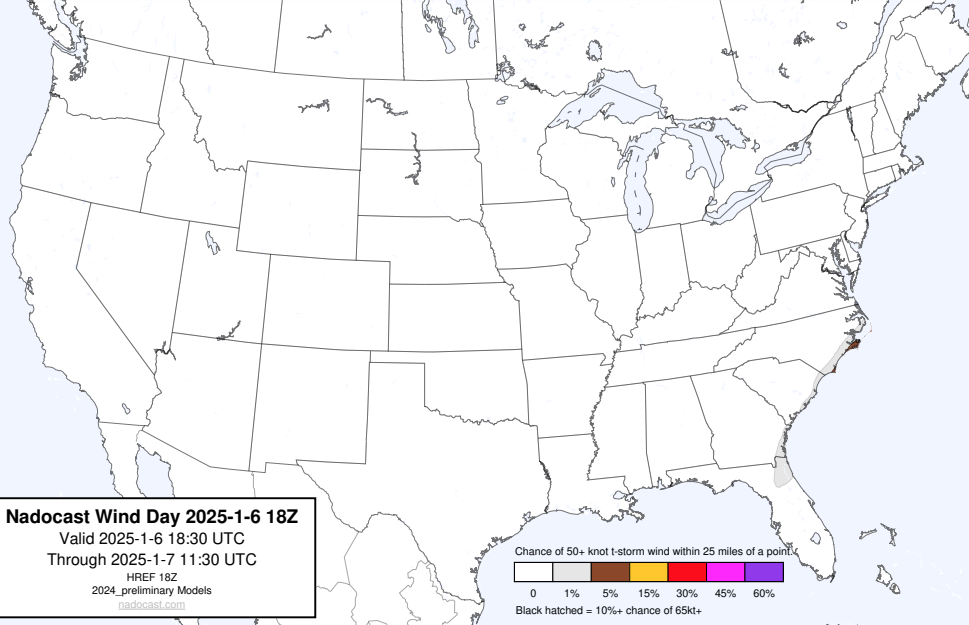 Nadocast Wind Day 2025-1-6 18Z
Valid 2025-1-6 18:30 UTC
Through 2025-1-7 11:30 UTC
HREF 18Z
2024_preliminary Models
nadocast.com
Chance of 50+ knot t-storm wind within 25 miles of a point.
0 1% 5% 15% 30% 45% 60%
Black hatched = 10%+ chance of 65kt+